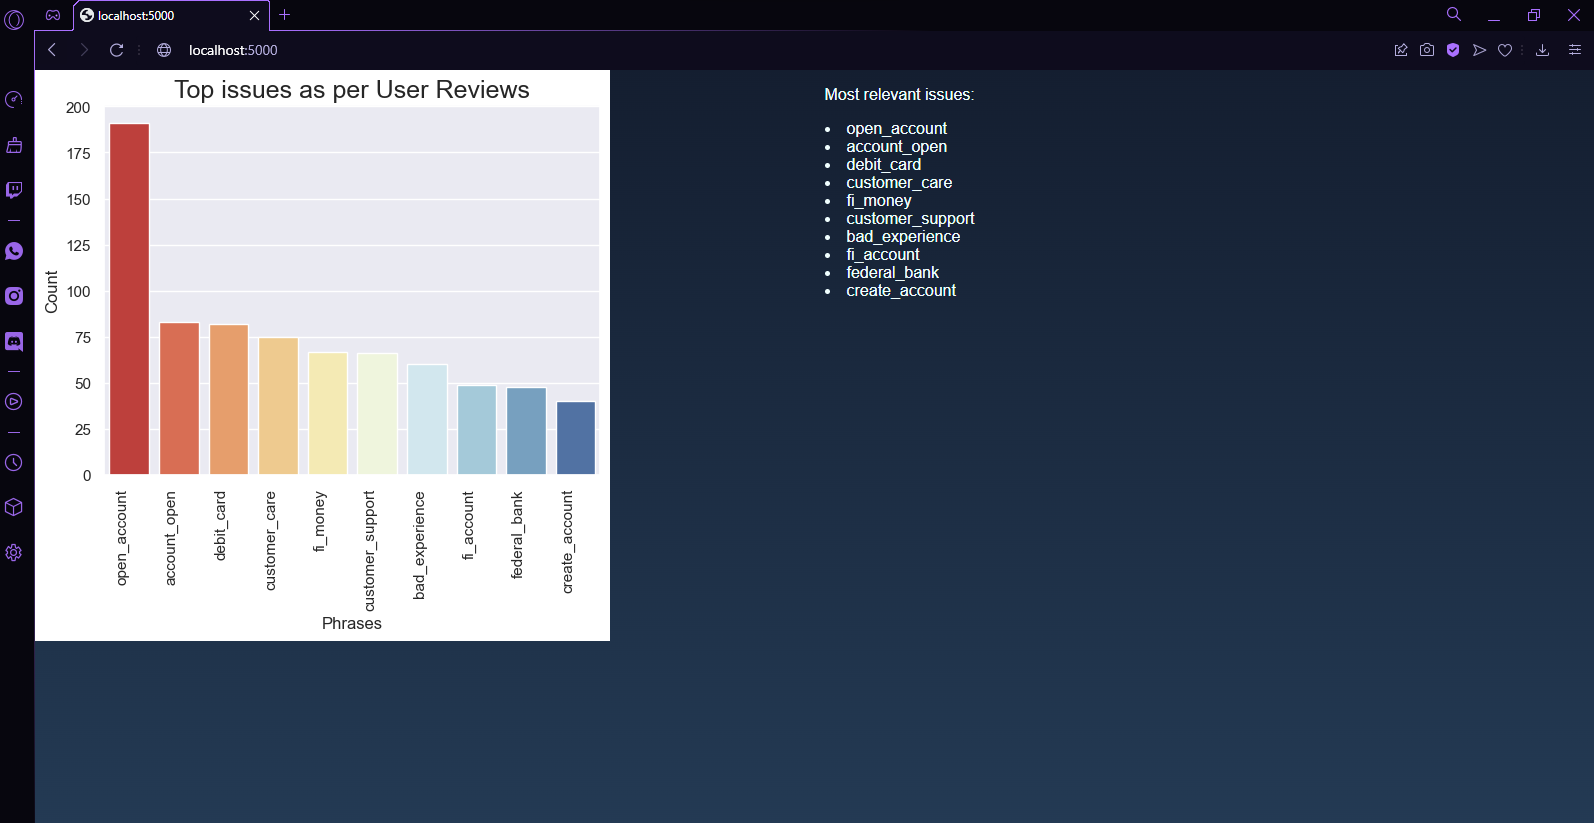 localhost:5000
localhost:5000
Top issues as per User Reviews
200
175
150
125
100
75
50
25
0
Count
open_account
account_open
debit_card
customer_care
fi_money
customer_support
bad_experience
fi_account
federal_bank
create_account
Phrases
Most relevant issues:
• open_account
• account_open
• debit_card
• customer_care
• fi_money
• customer_support
• bad_experience
• fi_account
• federal_bank
• create_account